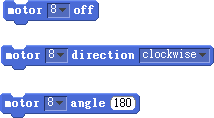 motor 8 off
motor 8 direction clockwise
motor 8 angle 180